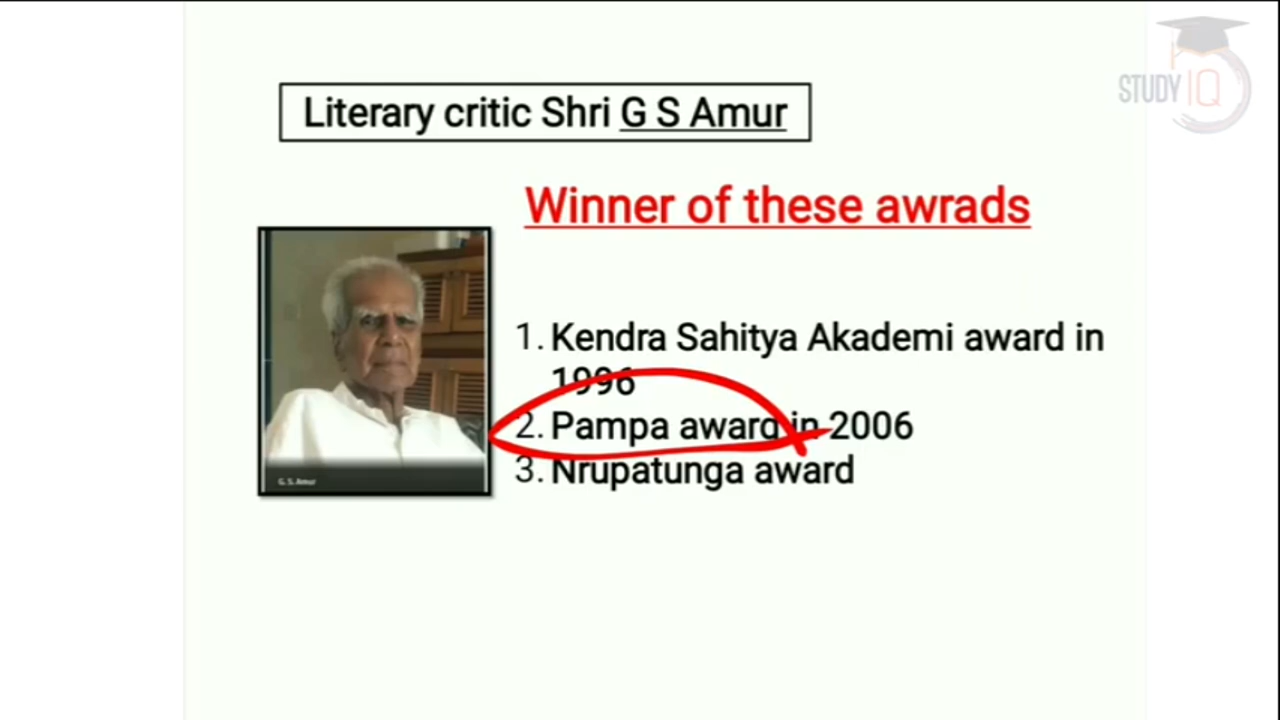 STUDY IQ
Literary critic Shri G S Amur
Winner of these awrads
1. Kendra Sahitya Akademi award in
1996
2. Pampa award in 2006
3. Nrupatunga award
G. S. Amur